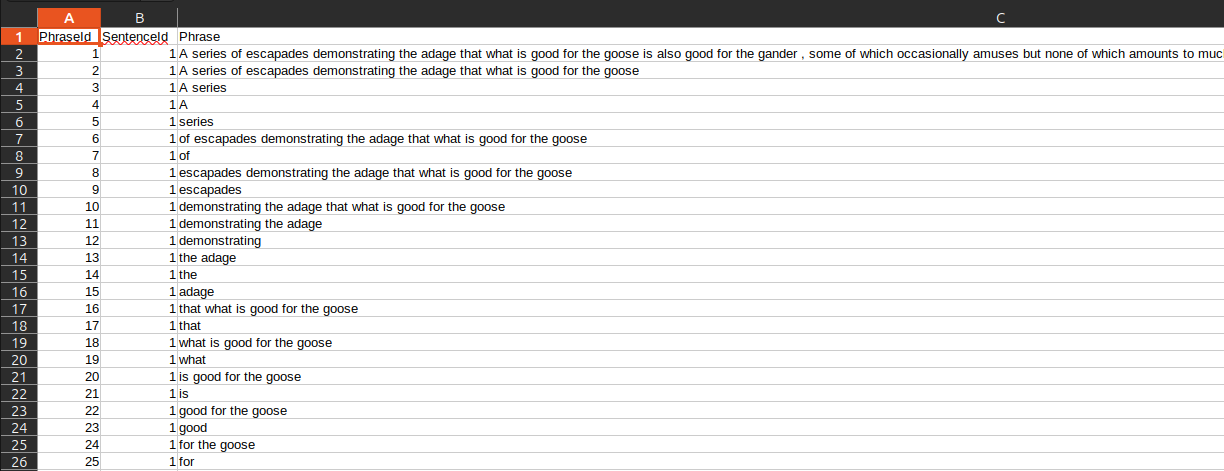 A B C
1 PhraseId SentenceId Phrase
2 1 1 A series of escapades demonstrating the adage that what is good for the goose is also good for the gander , some of which occasionally amuses but none of which amounts to muc
3 2 1 A series of escapades demonstrating the adage that what is good for the goose
4 3 1 A series
5 4 1 A
6 5 1 series
7 6 1 of escapades demonstrating the adage that what is good for the goose
8 7 1 of
9 8 1 escapades demonstrating the adage that what is good for the goose
10 9 1 escapades
11 10 1 demonstrating the adage that what is good for the goose
12 11 1 demonstrating the adage
13 12 1 demonstrating
14 13 1 the adage
15 14 1 the
16 15 1 adage
17 16 1 that what is good for the goose
18 17 1 that
19 18 1 what is good for the goose
20 19 1 what
21 20 1 is good for the goose
22 21 1 is
23 22 1 good for the goose
24 23 1 good
25 24 1 for the goose
26 25 1 for